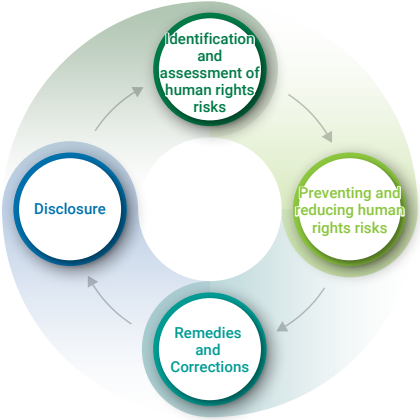 Identification
and
assessment of
human rights
risks
Preventing and
reducing human
rights risks
Remedies
and
Corrections
Disclosure